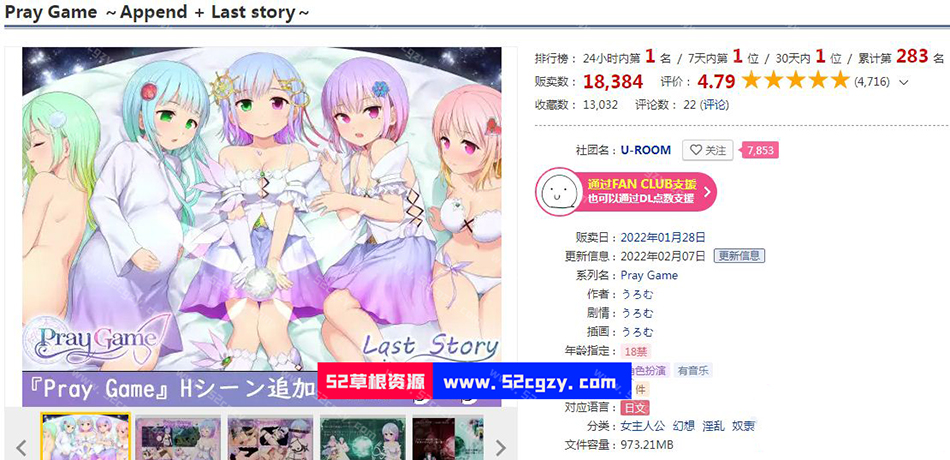 Pray Game ～Append + Last story～
排行榜： 24小时内第 1 名 / 7天内第 1 位 / 30天内 1 位 / 累计第 283 名
贩卖数： 18,384 评价： 4.79 ★★★★★ (4,716)
收藏数： 13,032 评论数： 22 (评论)
社团名： U-ROOM 关注 7,853
通过FAN CLUB支援
也可以通过DL点数支援
贩卖日： 2022年01月28日
更新信息： 2022年02月07日 更新信息
系列名： Pray Game
作者： うろむ
剧情： うろむ
插画： うろむ
年龄指定： 18禁
角色扮演 有音乐
件
对应语言： 日文
分类： 女主人公 幻想 淫乱
文件容量： 973.21MB
Pray Game
Last Story
『Pray Game』Hシーン追加
52草根资源 www.52cgzy.com